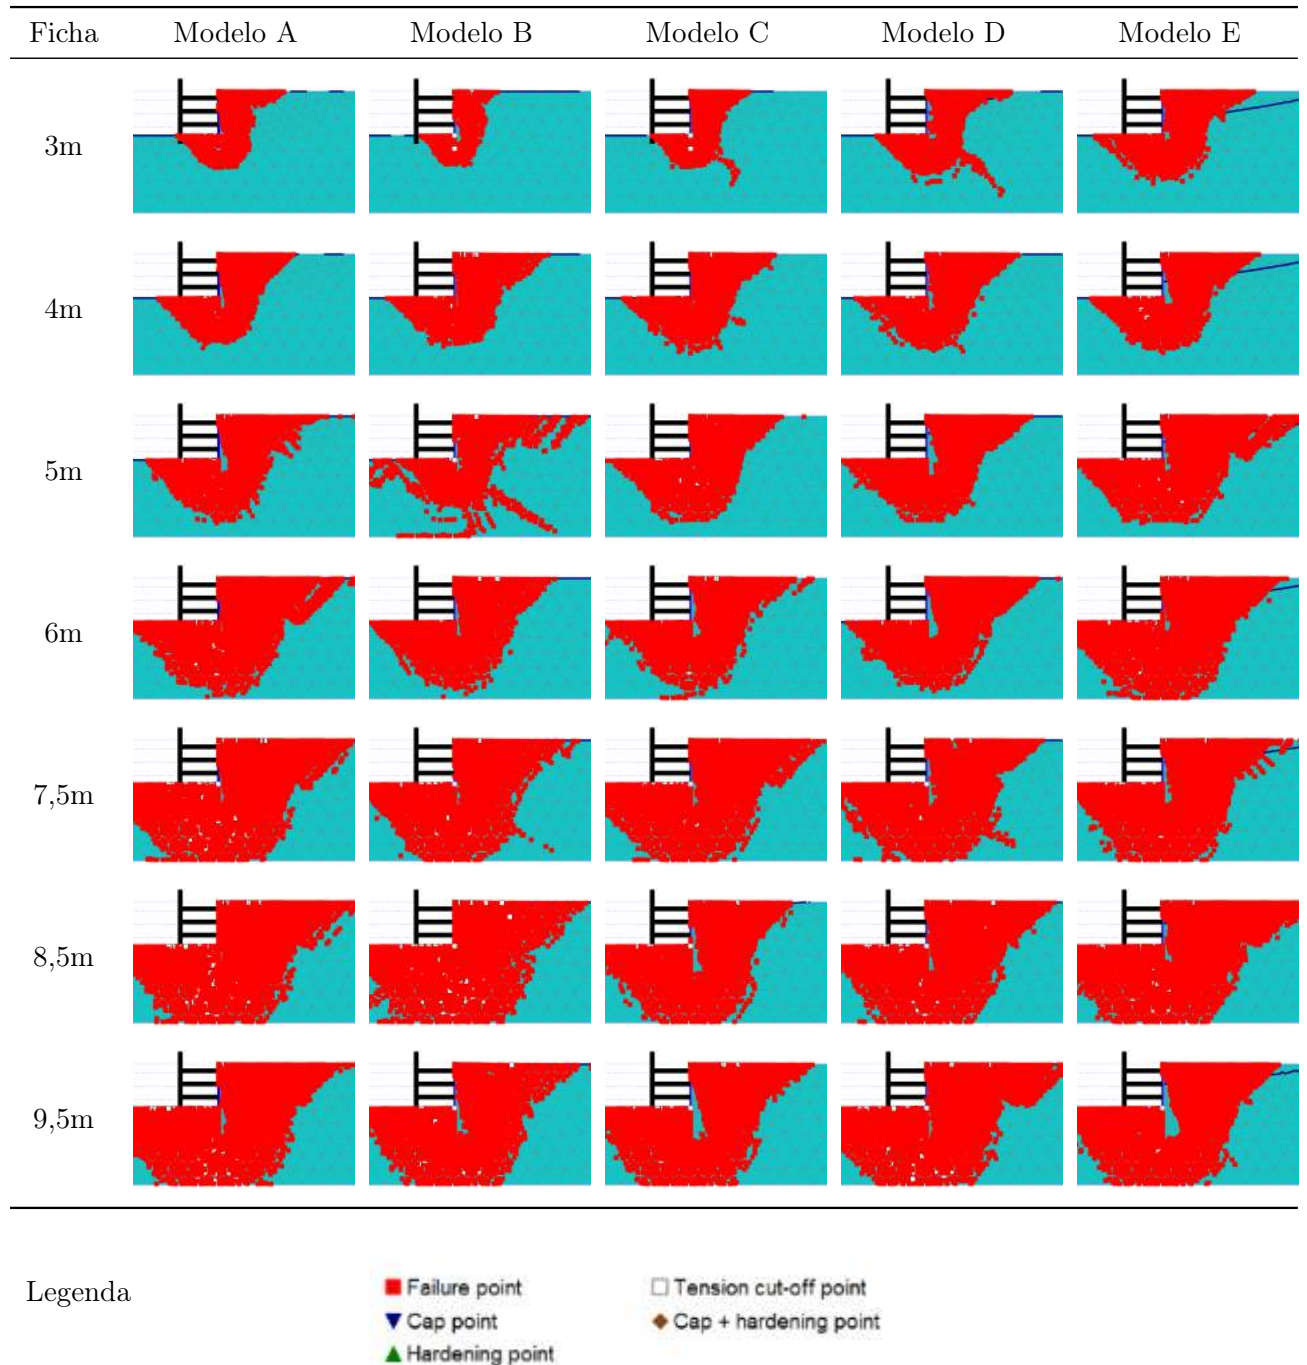 Ficha Modelo A Modelo B Modelo C Modelo D Modelo E
3m
4m
5m
6m
7,5m
8,5m
9,5m
Legenda
Failure point Tension cut-off point
Cap point Cap + hardening point
Hardening point